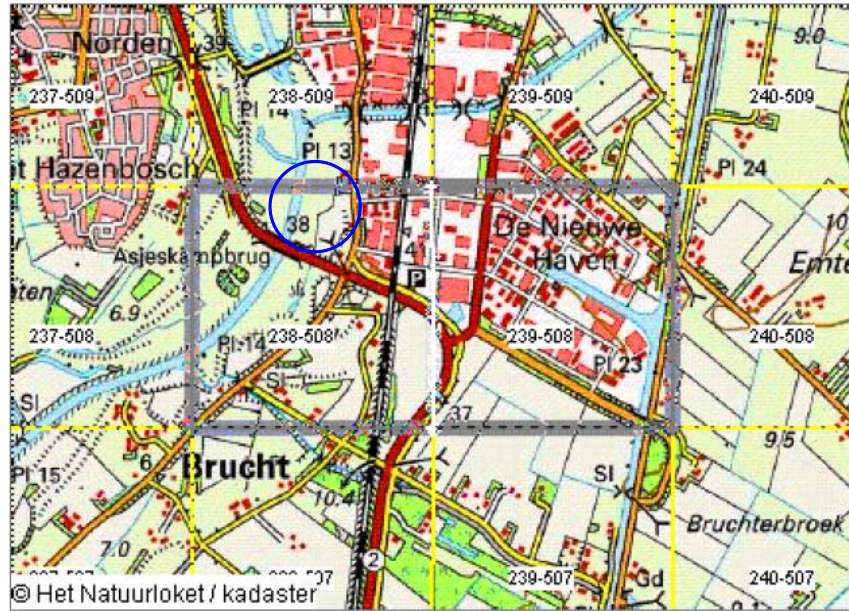 Norden
39
9.0
237-509
238-509
239-509
240-509
Pl 14
Pl 13
Pl 24
et Hazenbosch
38
De Nieuwe
10
Asjeskampbrug
4
P
Haven
Emte
6.9
237-508
Pl 14
238-508
239-508
240-508
Pl 23
Sl
Sl
37
Brucht
9.5
Pl 15
6
10.4
Sl
Bruchterbroek
7.0
2
239-507
Gd
240-507
© Het Natuurloket / kadaster